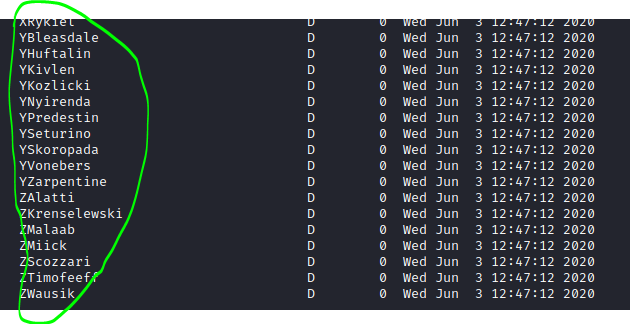 XRykiel D 0 Wed Jun 3 12:47:12 2020
YBleasdale D 0 Wed Jun 3 12:47:12 2020
YHuftalin D 0 Wed Jun 3 12:47:12 2020
YKivlen D 0 Wed Jun 3 12:47:12 2020
YKozlicki D 0 Wed Jun 3 12:47:12 2020
YNyirenda D 0 Wed Jun 3 12:47:12 2020
YPredestin D 0 Wed Jun 3 12:47:12 2020
YSeturino D 0 Wed Jun 3 12:47:12 2020
YSkoropada D 0 Wed Jun 3 12:47:12 2020
YVonebers D 0 Wed Jun 3 12:47:12 2020
YZarpentine D 0 Wed Jun 3 12:47:12 2020
ZAlatti D 0 Wed Jun 3 12:47:12 2020
ZKrenselewski D 0 Wed Jun 3 12:47:12 2020
ZMalaab D 0 Wed Jun 3 12:47:12 2020
ZMiick D 0 Wed Jun 3 12:47:12 2020
ZScozzari D 0 Wed Jun 3 12:47:12 2020
ZTimofeeff D 0 Wed Jun 3 12:47:12 2020
ZWausik D 0 Wed Jun 3 12:47:12 2020